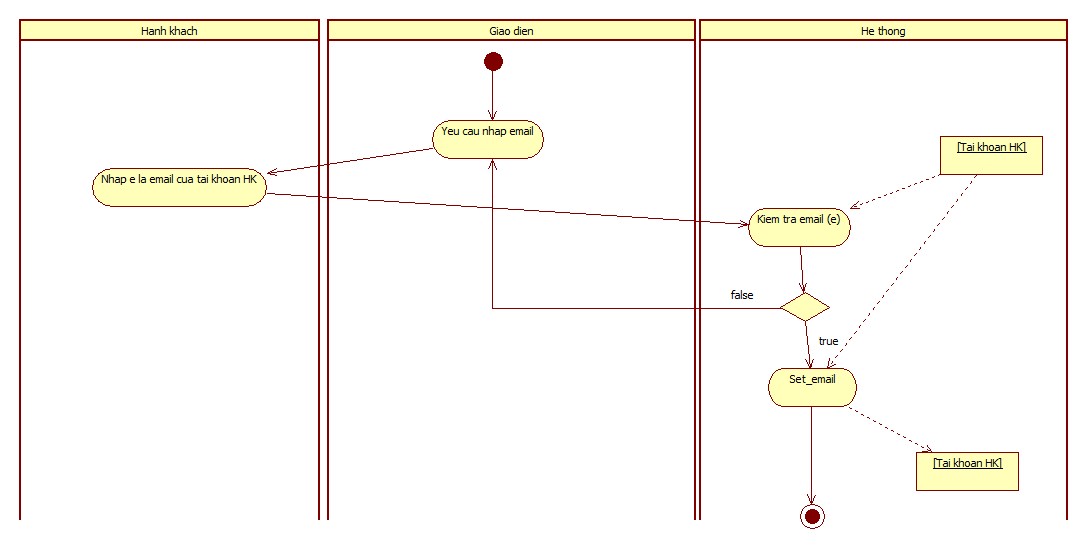 Hanh khach
Giao dien
He thong
Yeu cau nhap email
[Tai khoan HK]
Nhap e la email cua tai khoan HK
Kiem tra email (e)
false
true
Set_email
[Tai khoan HK]